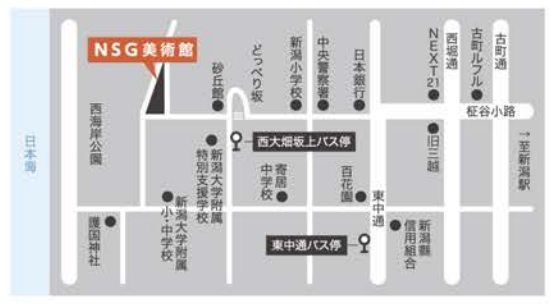 NSG美術館
日本海
西海岸公園
砂丘館
どっぺり坂
新潟小学校
中央警察署
日本銀行
NEXT21
西堀通
古町ルフル
古町通
柾谷小路
→至新潟駅
旧三越
西大畑坂上バス停
新潟大学附属
特別支援学校
寄居
中学校
百花園
東中通
護国神社
新潟大学附属
小・中学校
東中通バス停
新潟縣
信用組合